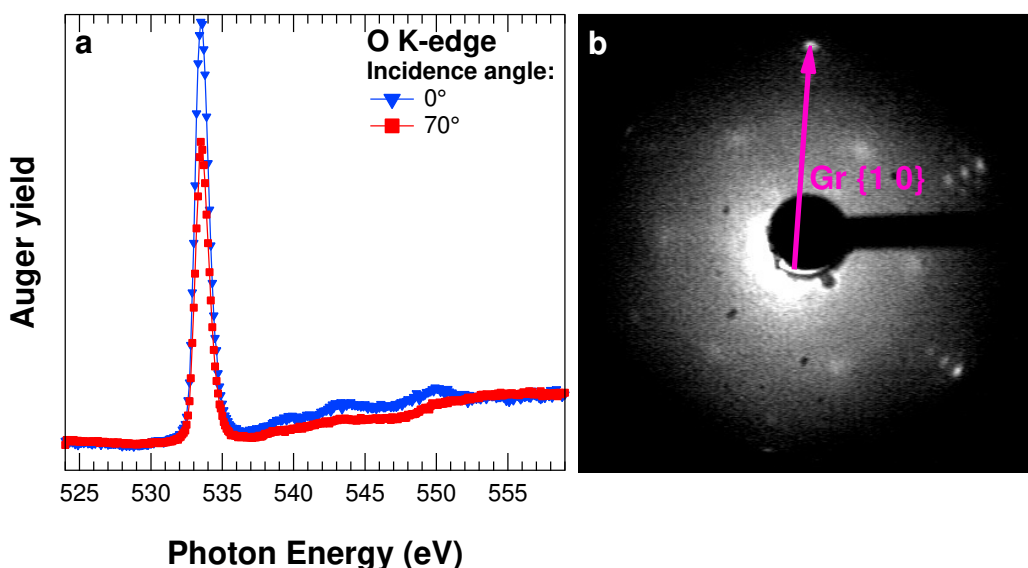 a
O K-edge
Incidence angle:
0°
70°
Auger yield
525 530 535 540 545 550 555
Photon Energy (eV)
b
Gr {1 0}